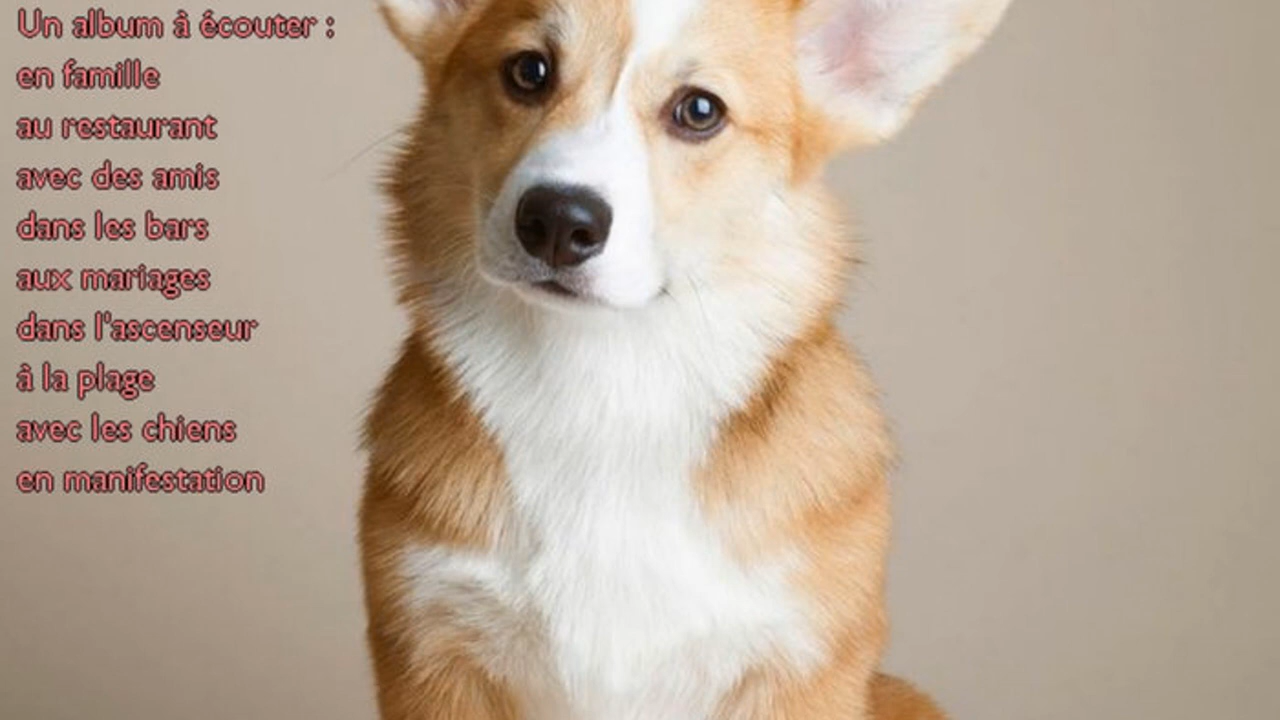 Un album à écouter :
en famille
au restaurant
avec des amis
dans les bars
aux mariages
dans l'ascenseur
à la plage
avec les chiens
en manifestation